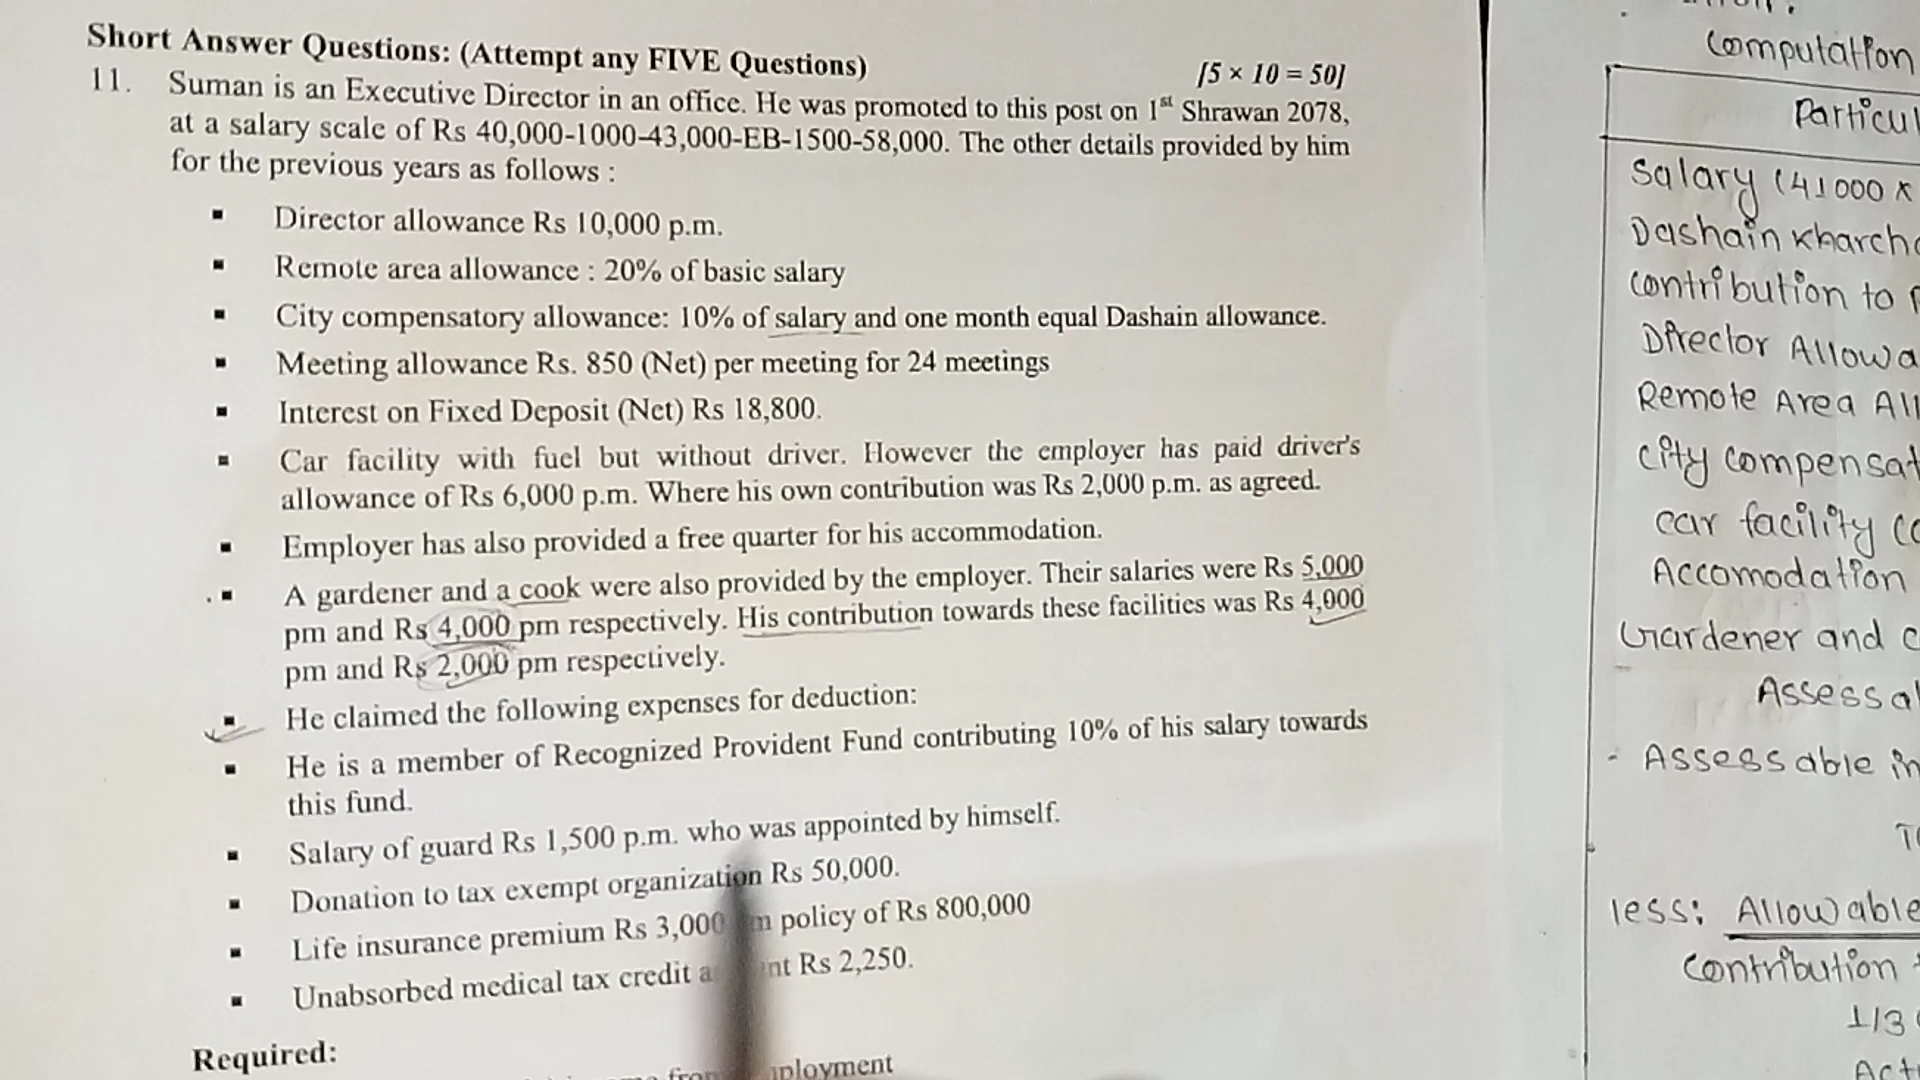 Short Answer Questions: (Attempt any FIVE Questions)
[5 × 10 = 50]
11. Suman is an Executive Director in an office. He was promoted to this post on 1st Shrawan 2078,
at a salary scale of Rs 40,000-1000-43,000-EB-1500-58,000. The other details provided by him
for the previous years as follows :
▪ Director allowance Rs 10,000 p.m.
▪ Remote area allowance : 20% of basic salary
▪ City compensatory allowance: 10% of salary and one month equal Dashain allowance.
▪ Meeting allowance Rs. 850 (Net) per meeting for 24 meetings
▪ Interest on Fixed Deposit (Net) Rs 18,800.
▪ Car facility with fuel but without driver. However the employer has paid driver's
allowance of Rs 6,000 p.m. Where his own contribution was Rs 2,000 p.m. as agreed.
▪ Employer has also provided a free quarter for his accommodation.
▪ A gardener and a cook were also provided by the employer. Their salaries were Rs 5,000
pm and Rs 4,000 pm respectively. His contribution towards these facilities was Rs 4,000
pm and Rs 2,000 pm respectively.
▪ He claimed the following expenses for deduction:
▪ He is a member of Recognized Provident Fund contributing 10% of his salary towards
this fund.
▪ Salary of guard Rs 1,500 p.m. who was appointed by himself.
▪ Donation to tax exempt organization Rs 50,000.
▪ Life insurance premium Rs 3,000 policy of Rs 800,000
▪ Unabsorbed medical tax credit Rs 2,250.
Required:
Computation
Particul
Salary (41000 x
Dashain kharch
Contribution to
Director Allowa
Remote Area All
City Compensat
car facility
Accomodation
Gardener and c
Assessa
- Assessable in
less: Allowable
Contribution
1/3
Act